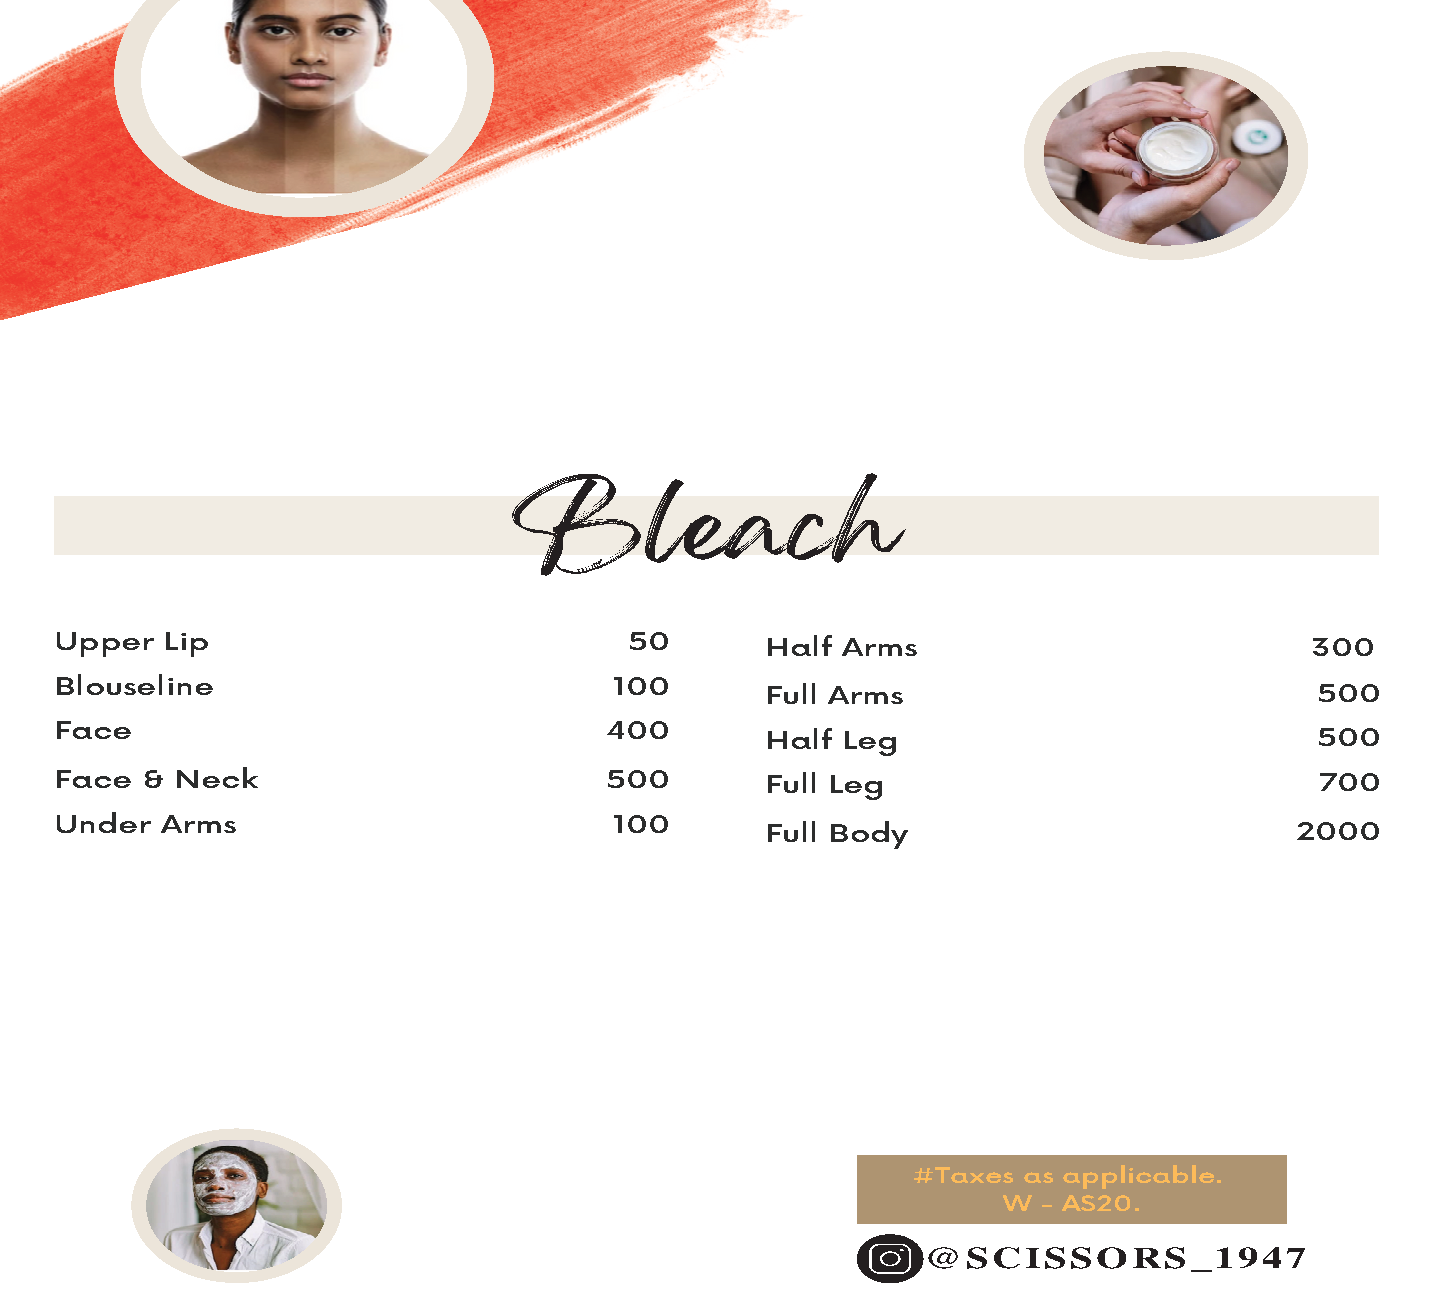 Bleach
Upper Lip 50
Blouseline 100
Face 400
Face & Neck 500
Under Arms 100
Half Arms 300
Full Arms 500
Half Leg 500
Full Leg 700
Full Body 2000
#Taxes as applicable.
W - AS20.
@SCISSORS_1947